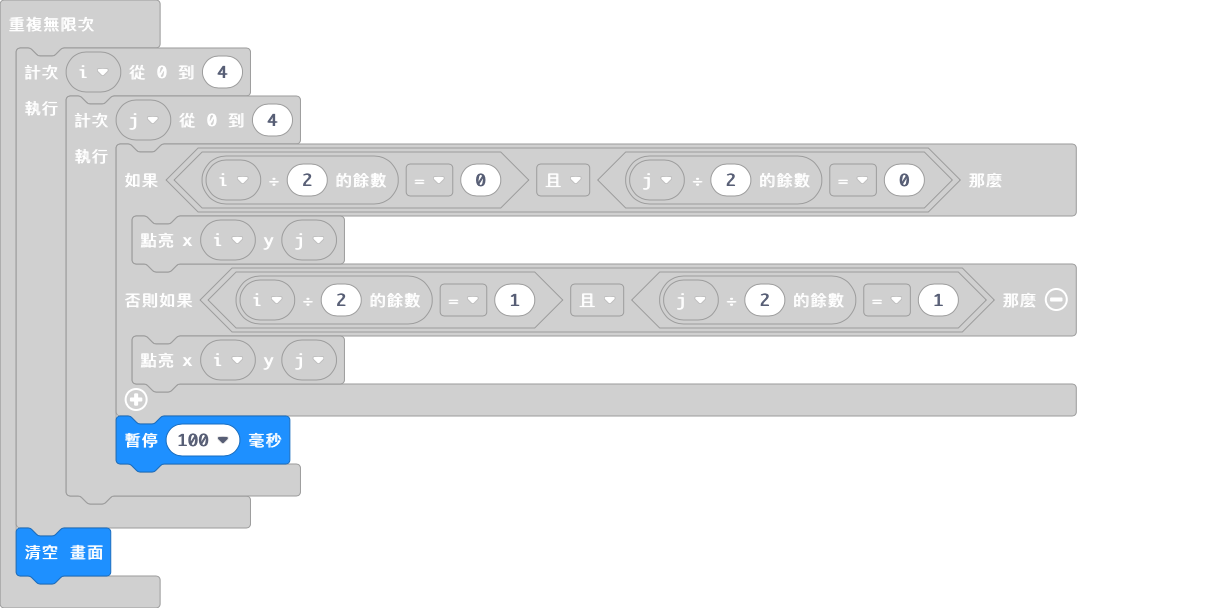 重複無限次
計次 i 從 0 到 4
執行
計次 j 從 0 到 4
執行
如果 i ÷ 2 的餘數 = 0 且 j ÷ 2 的餘數 = 0 那麼
點亮 x i y j
否則如果 i ÷ 2 的餘數 = 1 且 j ÷ 2 的餘數 = 1 那麼
點亮 x i y j
暫停 100 毫秒
清空 畫面